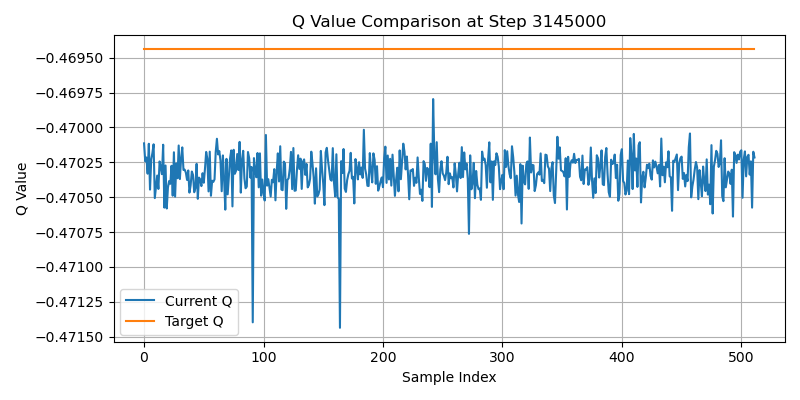 Q Value Comparison at Step 3145000
Q Value
−0.46950
−0.46975
−0.47000
−0.47025
−0.47050
−0.47075
−0.47100
−0.47125
−0.47150
Current Q
Target Q
0 100 200 300 400 500
Sample Index